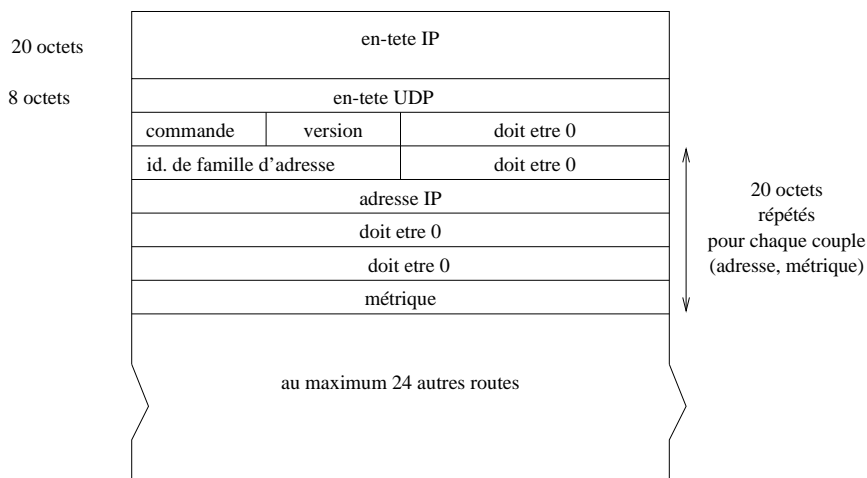 20 octets
en-tete IP
8 octets
en-tete UDP
commande
version
doit etre 0
id. de famille d'adresse
doit etre 0
adresse IP
doit etre 0
doit etre 0
métrique
20 octets
répétés
pour chaque couple
(adresse, métrique)
au maximum 24 autres routes